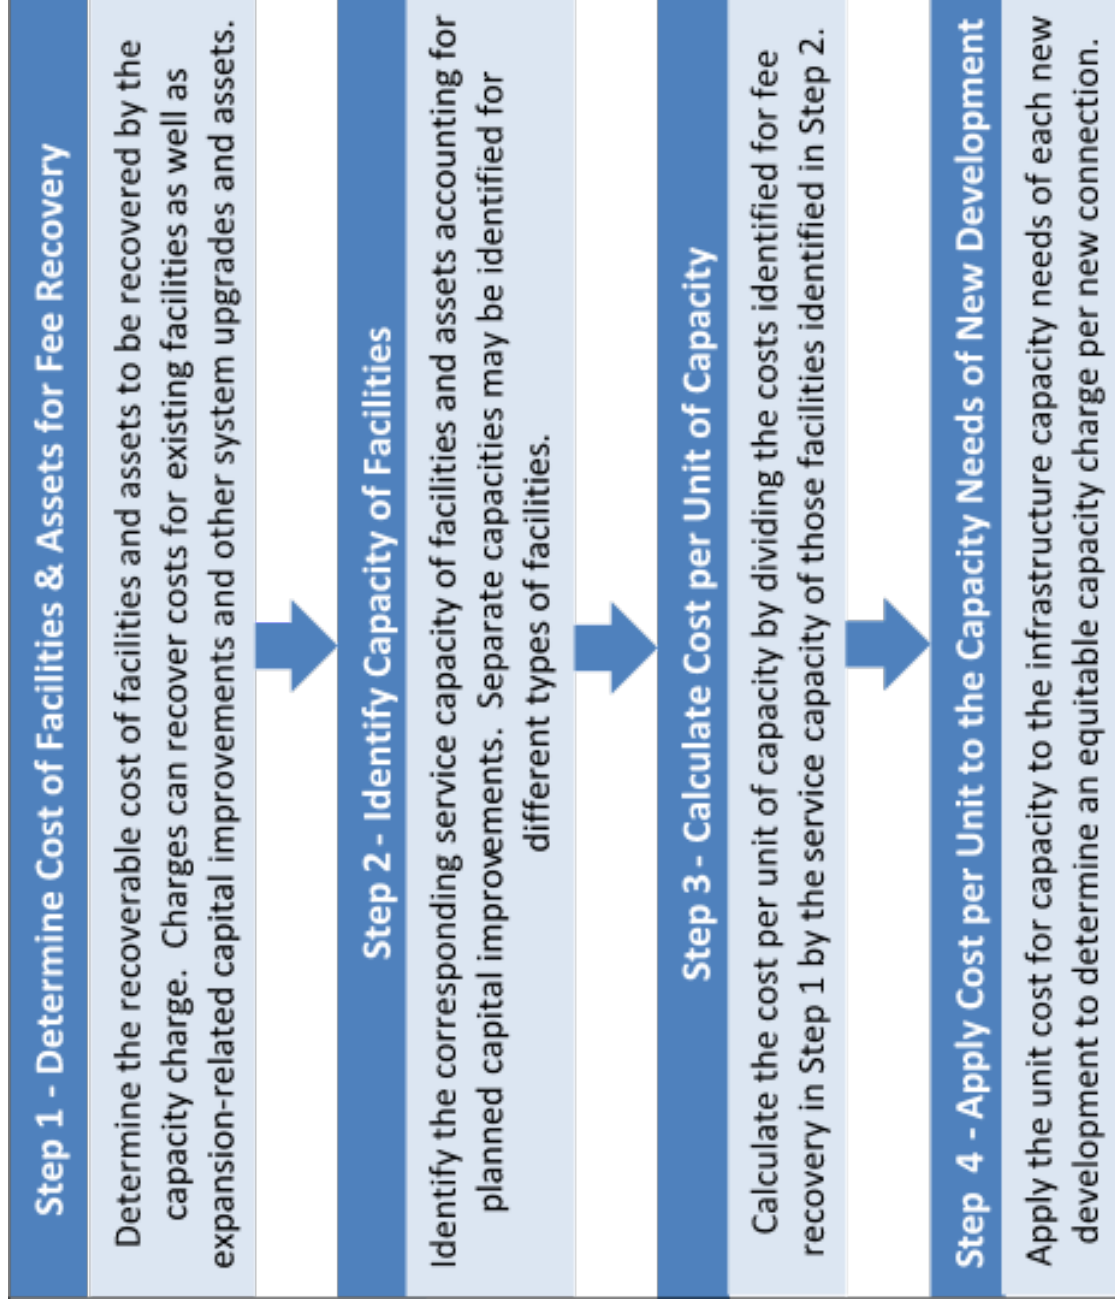 Step 1 - Determine Cost of Facilities & Assets for Fee Recovery
Determine the recoverable cost of facilities and assets to be recovered by the
capacity charge.  Charges can recover costs for existing facilities as well as
expansion-related capital improvements and other system upgrades and assets.
Step 2 - Identify Capacity of Facilities
Identify the corresponding service capacity of facilities and assets accounting for
planned capital improvements.  Separate capacities may be identified for
different types of facilities.
Step 3 - Calculate Cost per Unit of Capacity
Calculate the cost per unit of capacity by dividing the costs identified for fee
recovery in Step 1 by the service capacity of those facilities identified in Step 2.
Step  4 - Apply Cost per Unit to the Capacity Needs of New Development
Apply the unit cost for capacity to the infrastructure capacity needs of each new
development to determine an equitable capacity charge per new connection.